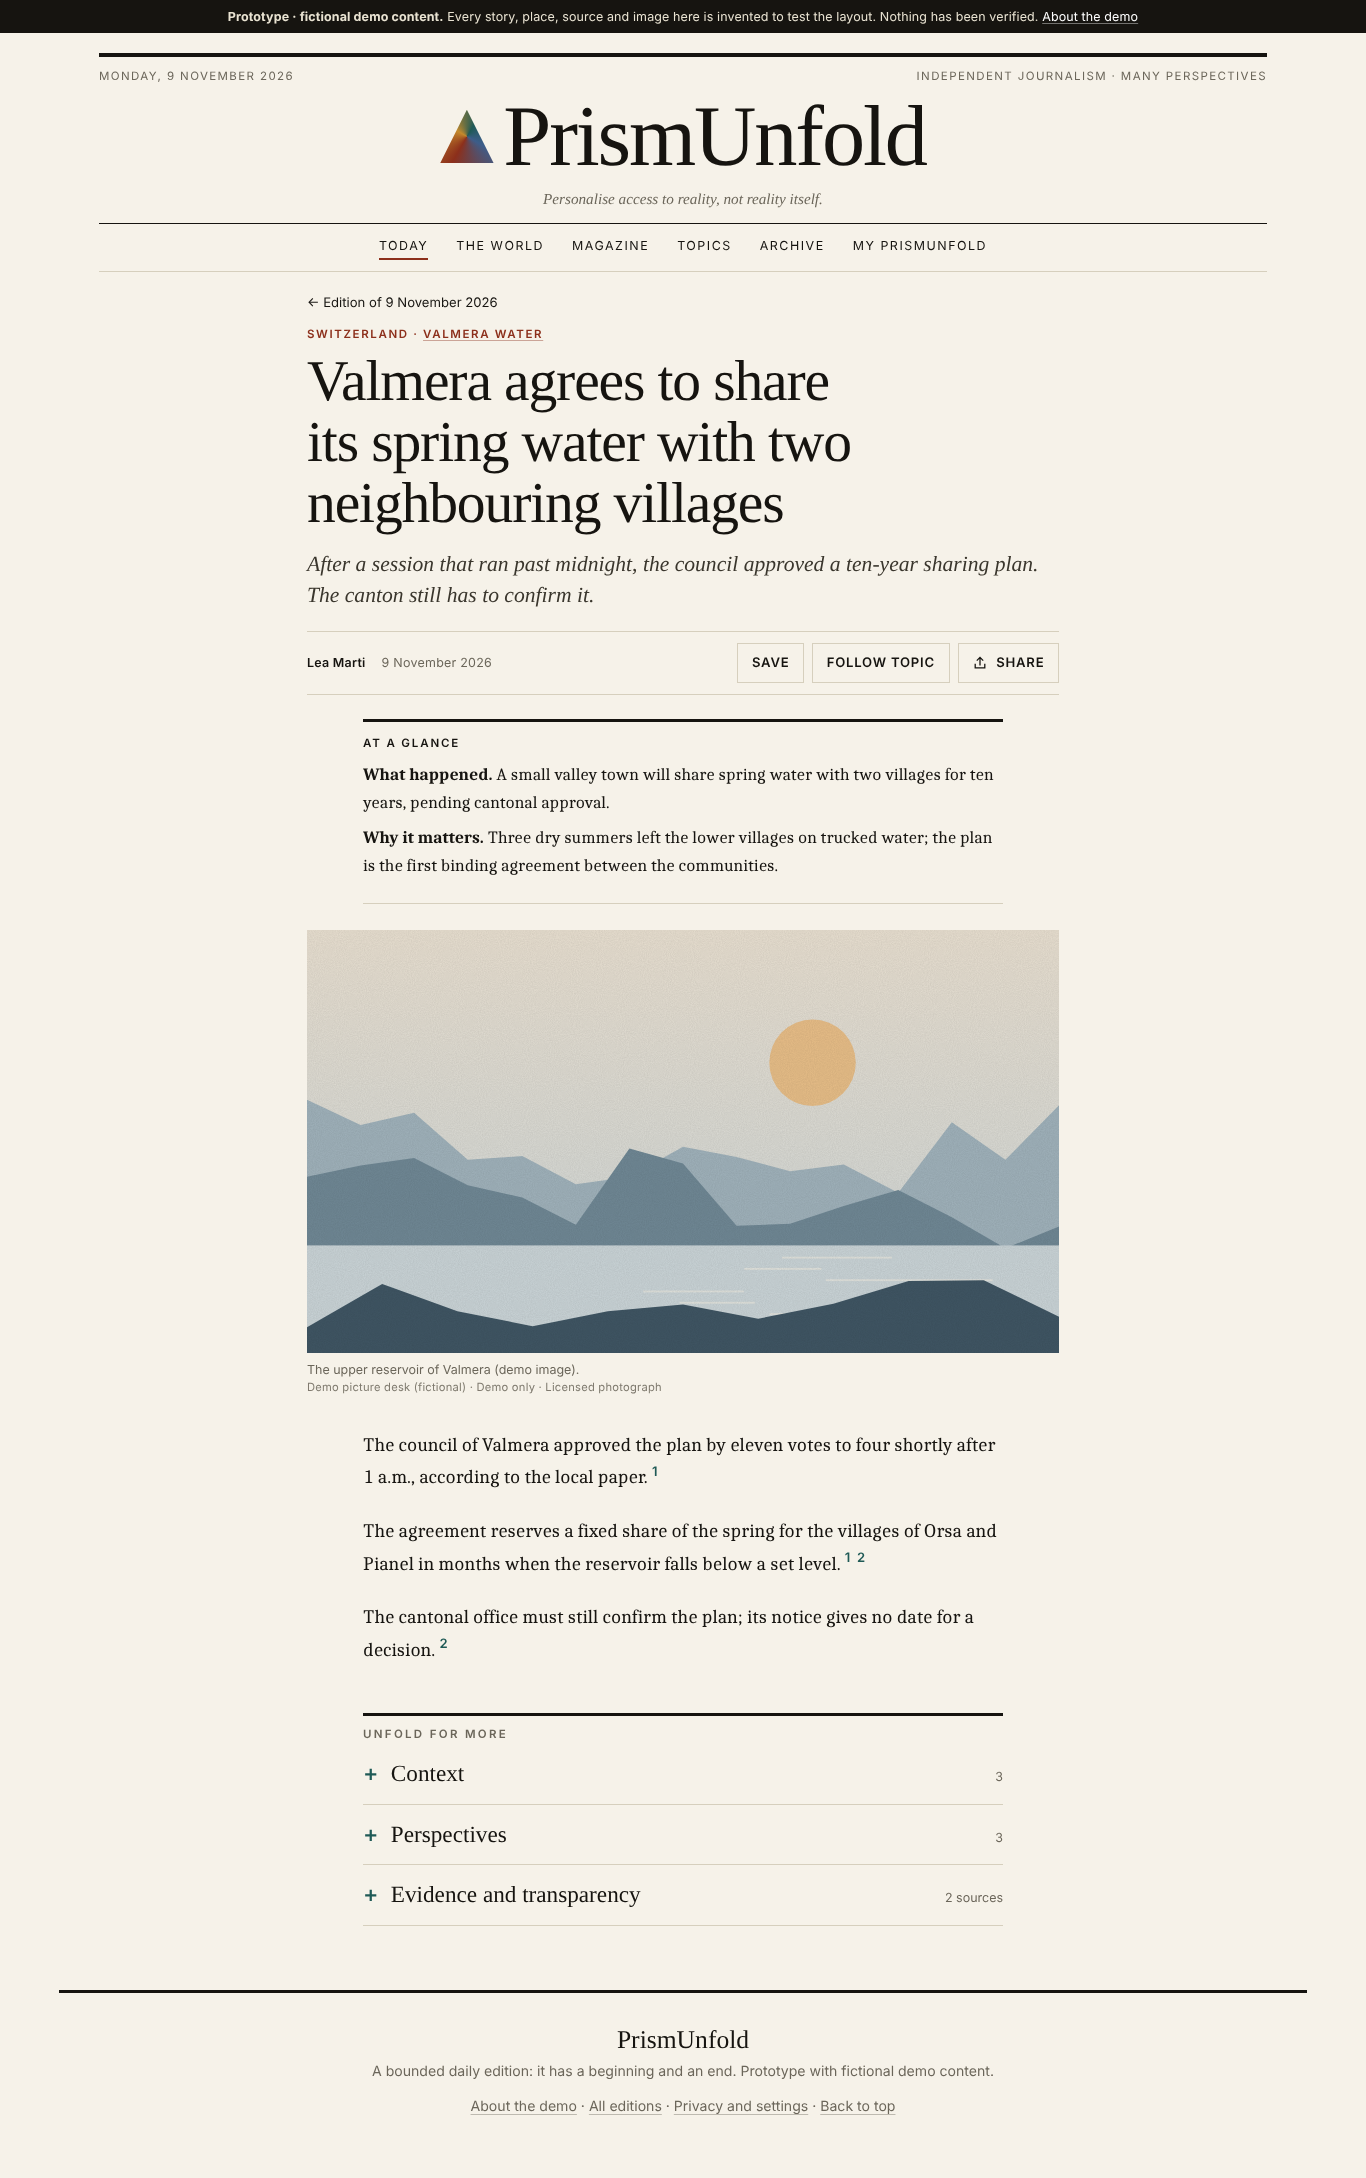 Prototype · fictional demo content. Every story, place, source and image here is invented to test the layout. Nothing has been verified. About the demo
MONDAY, 9 NOVEMBER 2026
INDEPENDENT JOURNALISM · MANY PERSPECTIVES
PrismUnfold
Personalise access to reality, not reality itself.
TODAY THE WORLD MAGAZINE TOPICS ARCHIVE MY PRISMUNFOLD
← Edition of 9 November 2026
SWITZERLAND · VALMERA WATER
Valmera agrees to share
its spring water with two
neighbouring villages
After a session that ran past midnight, the council approved a ten-year sharing plan.
The canton still has to confirm it.
Lea Marti 9 November 2026
SAVE FOLLOW TOPIC SHARE
AT A GLANCE
What happened. A small valley town will share spring water with two villages for ten
years, pending cantonal approval.
Why it matters. Three dry summers left the lower villages on trucked water; the plan
is the first binding agreement between the communities.
The upper reservoir of Valmera (demo image).
Demo picture desk (fictional) · Demo only · Licensed photograph
The council of Valmera approved the plan by eleven votes to four shortly after
1 a.m., according to the local paper. 1
The agreement reserves a fixed share of the spring for the villages of Orsa and
Pianel in months when the reservoir falls below a set level. 1 2
The cantonal office must still confirm the plan; its notice gives no date for a
decision. 2
UNFOLD FOR MORE
+ Context 3
+ Perspectives 3
+ Evidence and transparency 2 sources
PrismUnfold
A bounded daily edition: it has a beginning and an end. Prototype with fictional demo content.
About the demo · All editions · Privacy and settings · Back to top